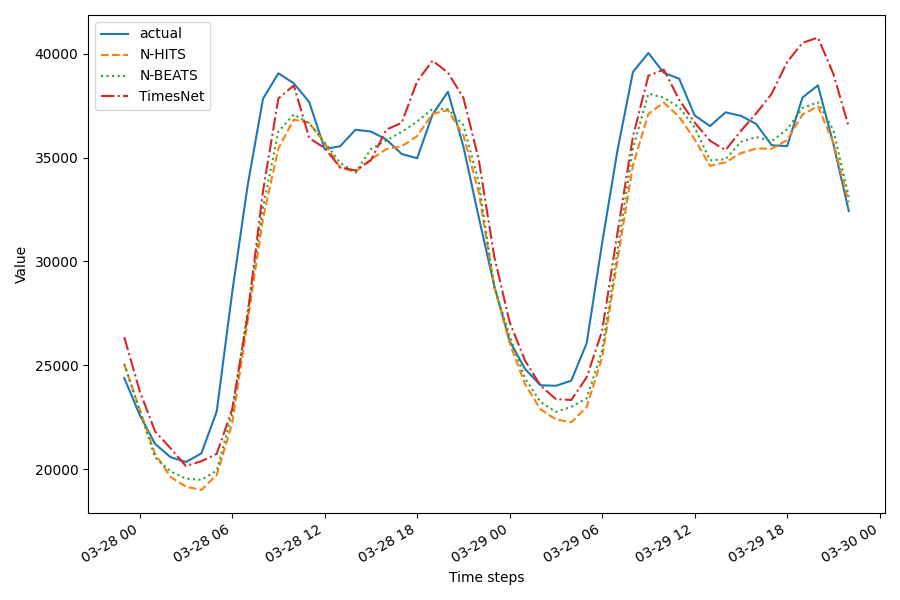 actual
N-HITS
N-BEATS
TimesNet
40000
35000
30000
25000
20000
Value
03-28 00
03-28 06
03-28 12
03-28 18
03-29 00
03-29 06
03-29 12
03-29 18
03-30 00
Time steps